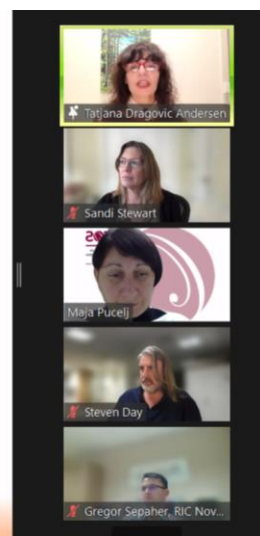 Tatjana Dragovic Andersen
Sandi Stewart
Maja Pucelj
Steven Day
Gregor Sepaher, RIC Nov...